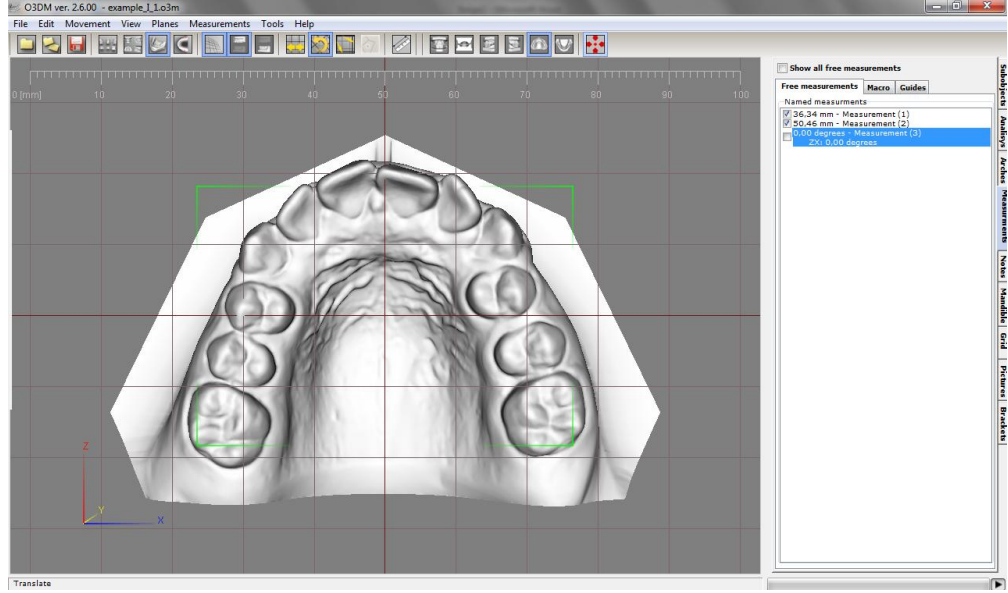 O3DM ver. 2.6.00 - example_I_1.o3m
File Edit Movement View Planes Measurements Tools Help
Show all free measurements
Free measurements Macro Guides
Named measurments
36,34 mm - Measurement (1)
50,46 mm - Measurement (2)
0,00 degrees - Measurement (3)
ZX: 0,00 degrees
0 [mm] 10 20 30 40 50 60 70 80 90 100
Z
Y
X
Subobjects
Analisys
Arches
Measurments
Notes
Mandible
Grid
Pictures
Brackets
Translate